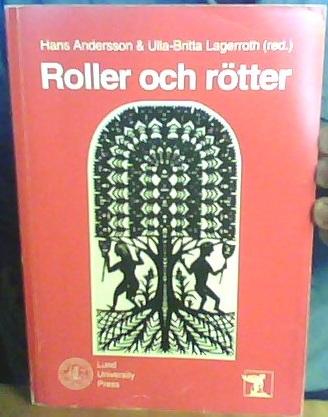 Hans Andersson & Ulla-Britta Lagerroth (red.)
Roller och rötter
Lund
University
Press